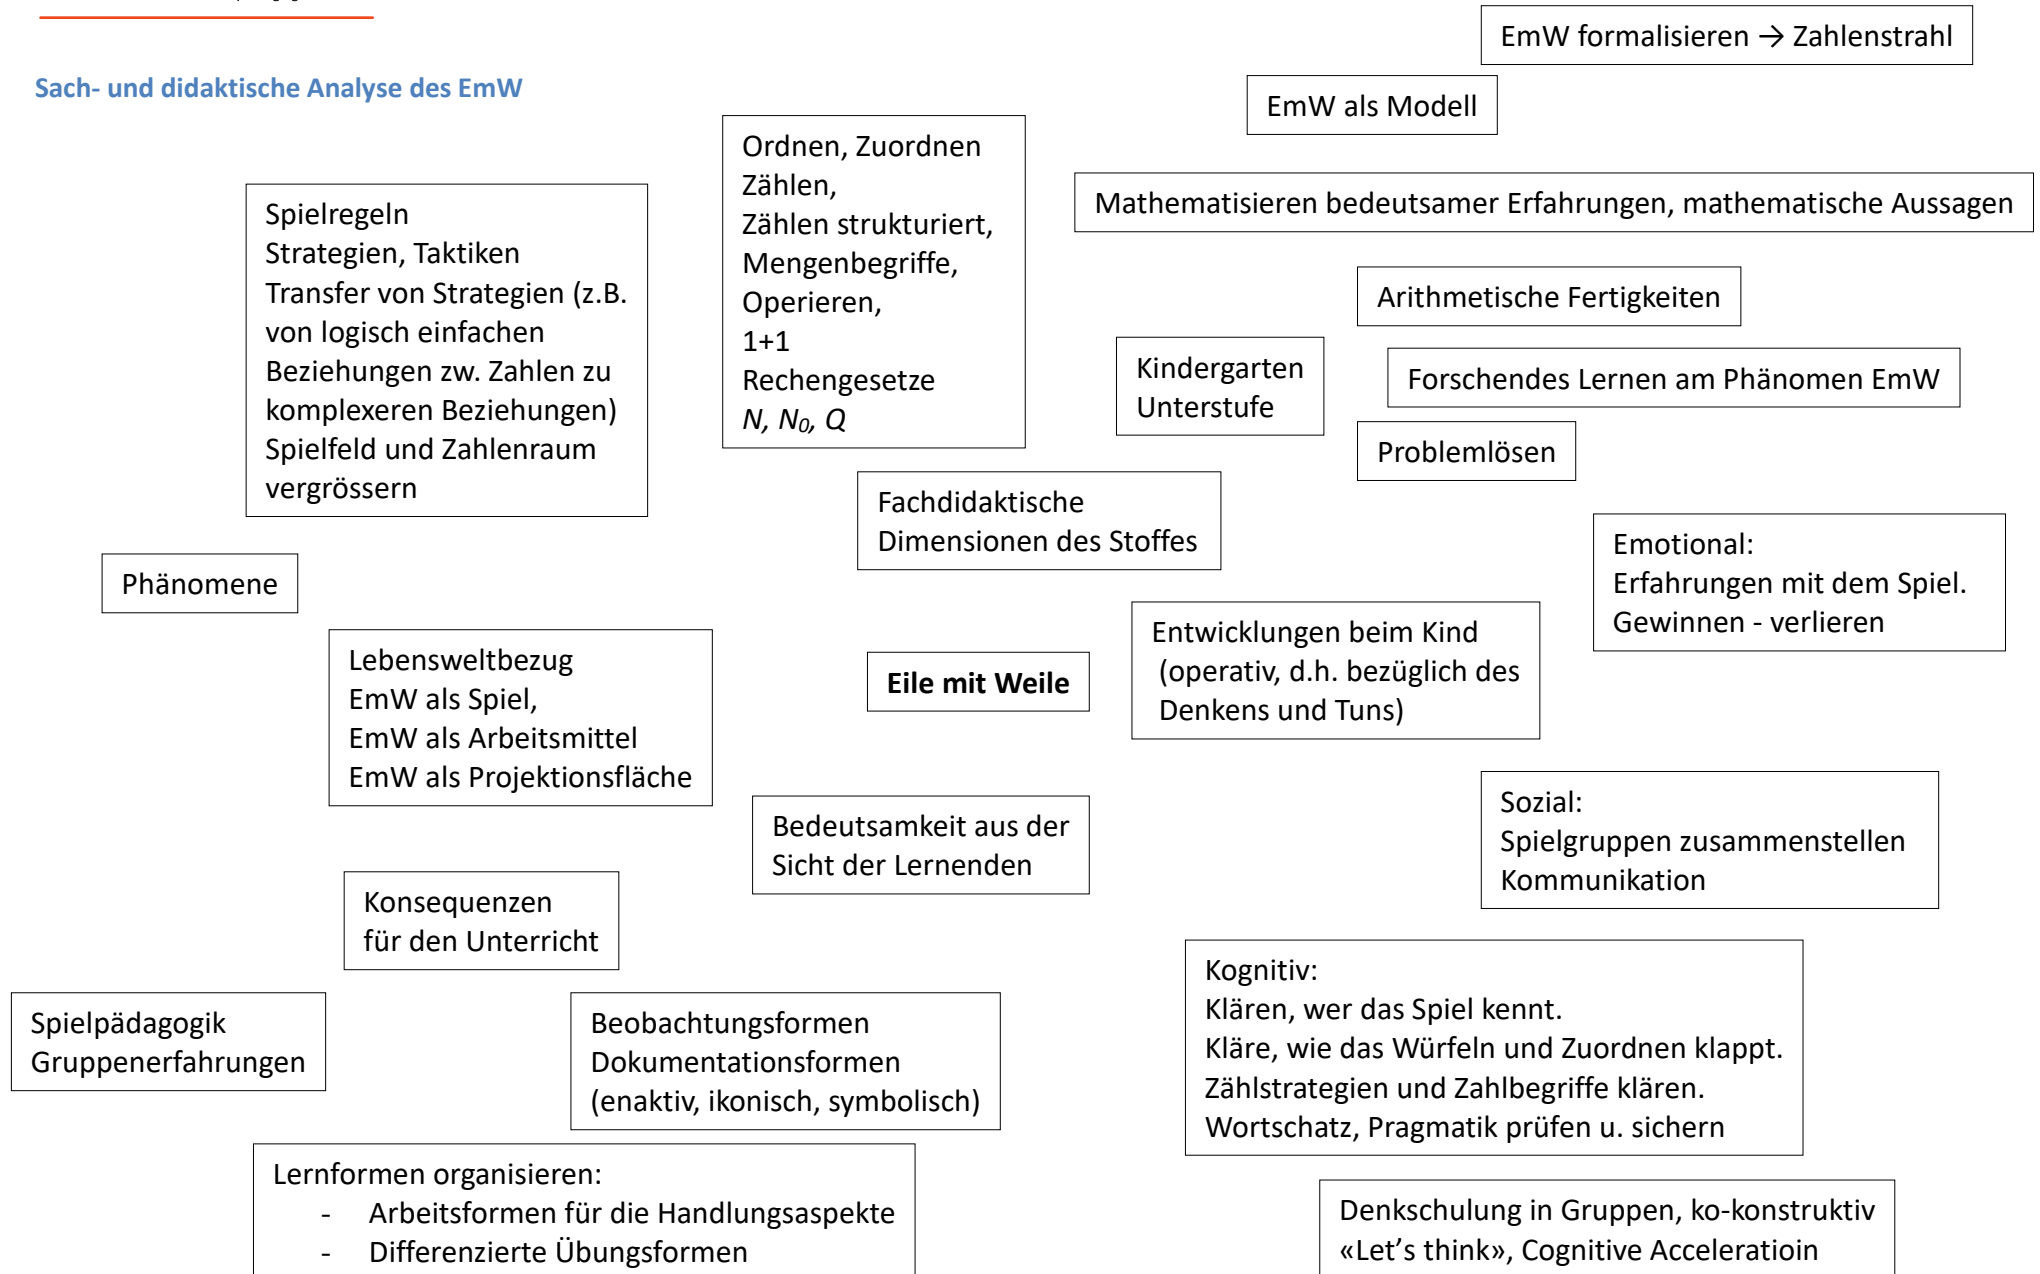 Sach- und didaktische Analyse des EmW
EmW formalisieren → Zahlenstrahl
EmW als Modell
Ordnen, Zuordnen
Zählen,
Zählen strukturiert,
Mengenbegriffe,
Operieren,
1+1
Rechengesetze
N, N0, Q
Mathematisieren bedeutsamer Erfahrungen, mathematische Aussagen
Spielregeln
Strategien, Taktiken
Transfer von Strategien (z.B.
von logisch einfachen
Beziehungen zw. Zahlen zu
komplexeren Beziehungen)
Spielfeld und Zahlenraum
vergrössern
Arithmetische Fertigkeiten
Kindergarten
Unterstufe
Forschendes Lernen am Phänomen EmW
Problemlösen
Fachdidaktische
Dimensionen des Stoffes
Emotional:
Erfahrungen mit dem Spiel.
Gewinnen - verlieren
Phänomene
Entwicklungen beim Kind
(operativ, d.h. bezüglich des
Denkens und Tuns)
Lebensweltbezug
EmW als Spiel,
EmW als Arbeitsmittel
EmW als Projektionsfläche
Eile mit Weile
Sozial:
Spielgruppen zusammenstellen
Kommunikation
Bedeutsamkeit aus der
Sicht der Lernenden
Konsequenzen
für den Unterricht
Kognitiv:
Klären, wer das Spiel kennt.
Kläre, wie das Würfeln und Zuordnen klappt.
Zählstrategien und Zahlbegriffe klären.
Wortschatz, Pragmatik prüfen u. sichern
Spielpädagogik
Gruppenerfahrungen
Beobachtungsformen
Dokumentationsformen
(enaktiv, ikonisch, symbolisch)
Lernformen organisieren:
- Arbeitsformen für die Handlungsaspekte
- Differenzierte Übungsformen
Denkschulung in Gruppen, ko-konstruktiv
«Let's think», Cognitive Acceleratioin